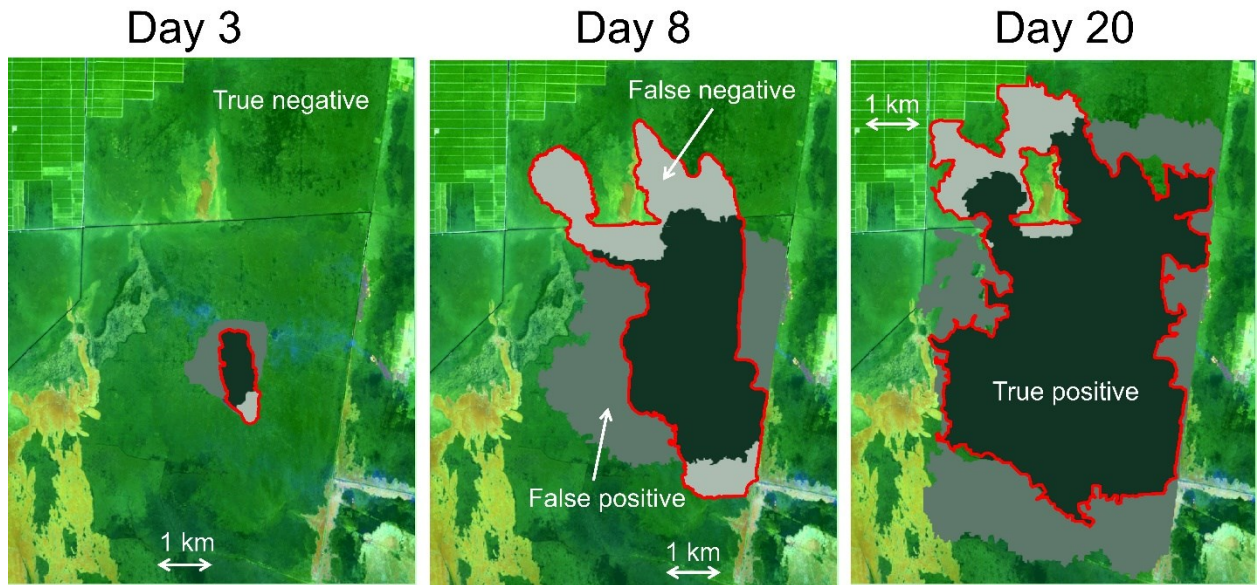 Day 3
Day 8
Day 20
True negative
1 km
False negative
False positive
1 km
1 km
True positive